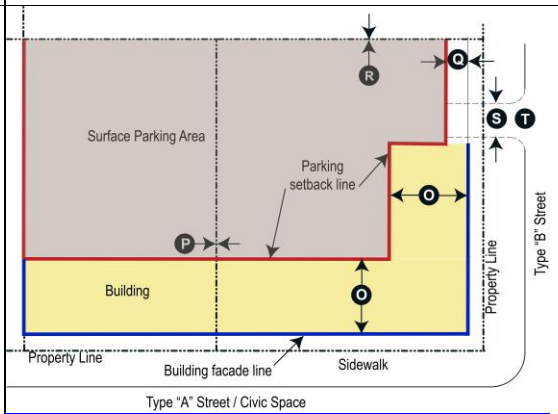 Q
R
S T
Surface Parking Area
Parking
setback line
O
P
Building
O
Property Line
Type "B" Street
Property Line
Building facade line
Sidewalk
Type "A" Street / Civic Space